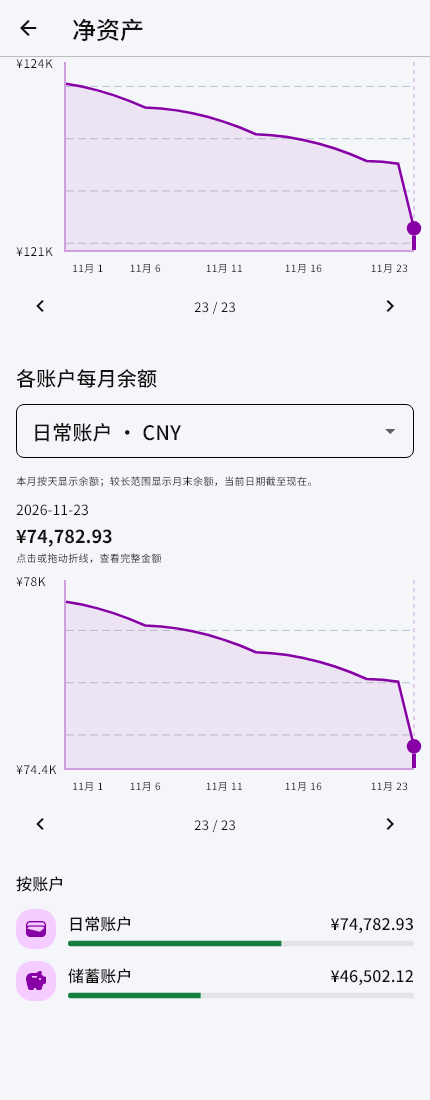 净资产
¥124K
¥121K
11月 1
11月 6
11月 11
11月 16
11月 23
23 / 23
各账户每月余额
日常账户 • CNY
本月按天显示余额；较长范围显示月末余额，当前日期截至现在。
2026-11-23
¥74,782.93
点击或拖动折线，查看完整金额
¥78K
¥74.4K
11月 1
11月 6
11月 11
11月 16
11月 23
23 / 23
按账户
日常账户
¥74,782.93
储蓄账户
¥46,502.12